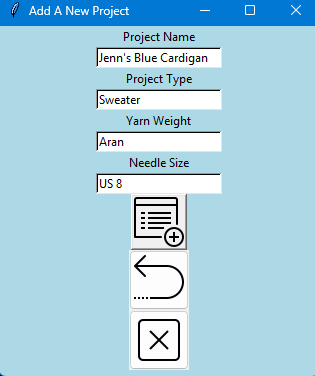 Add A New Project
Project Name
Jenn's Blue Cardigan
Project Type
Sweater
Yarn Weight
Aran
Needle Size
US 8